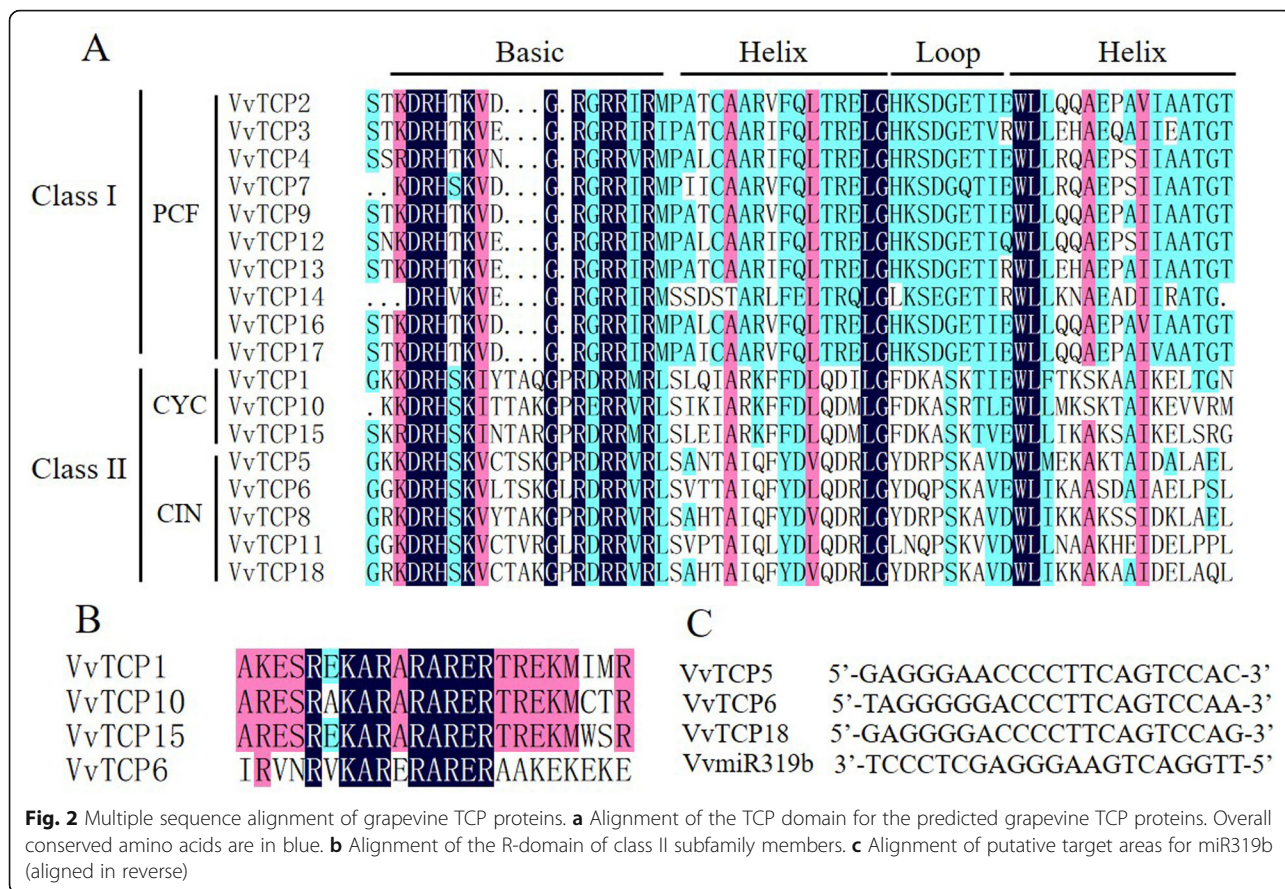 A
Basic Helix Loop Helix
Class I
PCF
VvTCP2 STKDRHTKVD...G.RGRRIRMPATCAARVFQLTRELGHKSDGETIEWLLQQAEPAVIAATGT
VvTCP3 STKDRHTKVE...G.RGRRIRIPATCAARIFQLTRELGHKSDGETVRWLLEHAEQAIIEATGT
VvTCP4 SSRDRHTKVN...G.RGRRVRMPALCAARIFQLTRELGHRSDGETIEWLLRQAEPSIIAATGT
VvTCP7 ..KDRHSKVD...G.RGRRIRMPIICAARVFQLTRELGHKSDGQTIEWLLRQAEPSIIAATGT
VvTCP9 STKDRHTKVD...G.RGRRIRMPATCAARVFQLTRELGHKSDGETIEWLLQQAEPAIIAATGT
VvTCP12 SNKDRHTKVE...G.RGRRIRMPALCAARIFQLTRELGHKSDGETIQWLLQQAEPSIIAATGT
VvTCP13 STKDRHTKVE...G.RGRRIRMPATCAARIFQLTRELGHKSDGETIRWLLEHAEPAIIAATGT
VvTCP14 ...DRHVKVE...G.RGRRIRMSSDSTARLFELTRQLGLKSEGETIRWLLKNAEADIIRATG.
VvTCP16 STKDRHTKVD...G.RGRRIRMPALCAARVFQLTRELGHKSDGETIEWLLQQAEPAVIAATGT
VvTCP17 STKDRHTKVD...G.RGRRIRMPAICAARVFQLTRELGHKSDGETIEWLLQQAEPAIVAATGT
Class II
CYC
VvTCP1 GKKDRHSKIYTAQGPRDRRMRLSLQIARKFFDLQDILGFDKASKTIEWLFTKSKAAIKELTGN
VvTCP10 .KKDRHSKITTAKGPRERRVRLSIKIARKFFDLQDMLGFDKASRTLEWLLMKSKTAIKEVVRM
VvTCP15 SKRDRHSKINTARGPRDRRMRLSLEIARKFFDLQDMLGFDKASKTVEWLLIKAKSAIKELSRG
CIN
VvTCP5 GKKDRHSKVCTSKGPRDRRVRLSANTAIQFYDVQDRLGYDRPSKAVDWLMEKAKTAIDALAEL
VvTCP6 GGKDRHSKVLTSKGLRDRRVRLSVTTAIQFYDLQDRLGYDQPSKAVEWLIKAASDAIAELPSL
VvTCP8 GRKDRHSKVYTAKGPRDRRVRLSAHTAIQFYDVQDRLGYDRPSKAVDWLIKKAKSSIDKLAEL
VvTCP11 GGKDRHSKVCTVRGLRDRRVRLSVPTAIQLYDLQDRLGLNQPSKVVDWLLNAAKHEIDELPPL
VvTCP18 GRKDRHSKVCTAKGPRDRRVRLSAHTAIQFYDVQDRLGYDRPSKAVDWLIKKAKAAIDELAQL
B
VvTCP1 AKESREKARARARERTREKMIMR
VvTCP10 ARESRAKARARARERTREKMCTR
VvTCP15 ARESREKARARARERTREKMWSR
VvTCP6 IRVNRVKARERARERAAKEKEKE
C
VvTCP5 5’-GAGGGAACCCCTTCAGTCCAC-3’
VvTCP6 5’-TAGGGGGACCCCTTCAGTCCAA-3’
VvTCP18 5’-GAGGGGACCCCTTCAGTCCAG-3’
VvmiR319b 3’-TCCCTCGAGGGAAGTCAGGTT-5’
Fig. 2 Multiple sequence alignment of grapevine TCP proteins. a Alignment of the TCP domain for the predicted grapevine TCP proteins. Overall
conserved amino acids are in blue. b Alignment of the R-domain of class II subfamily members. c Alignment of putative target areas for miR319b
(aligned in reverse)